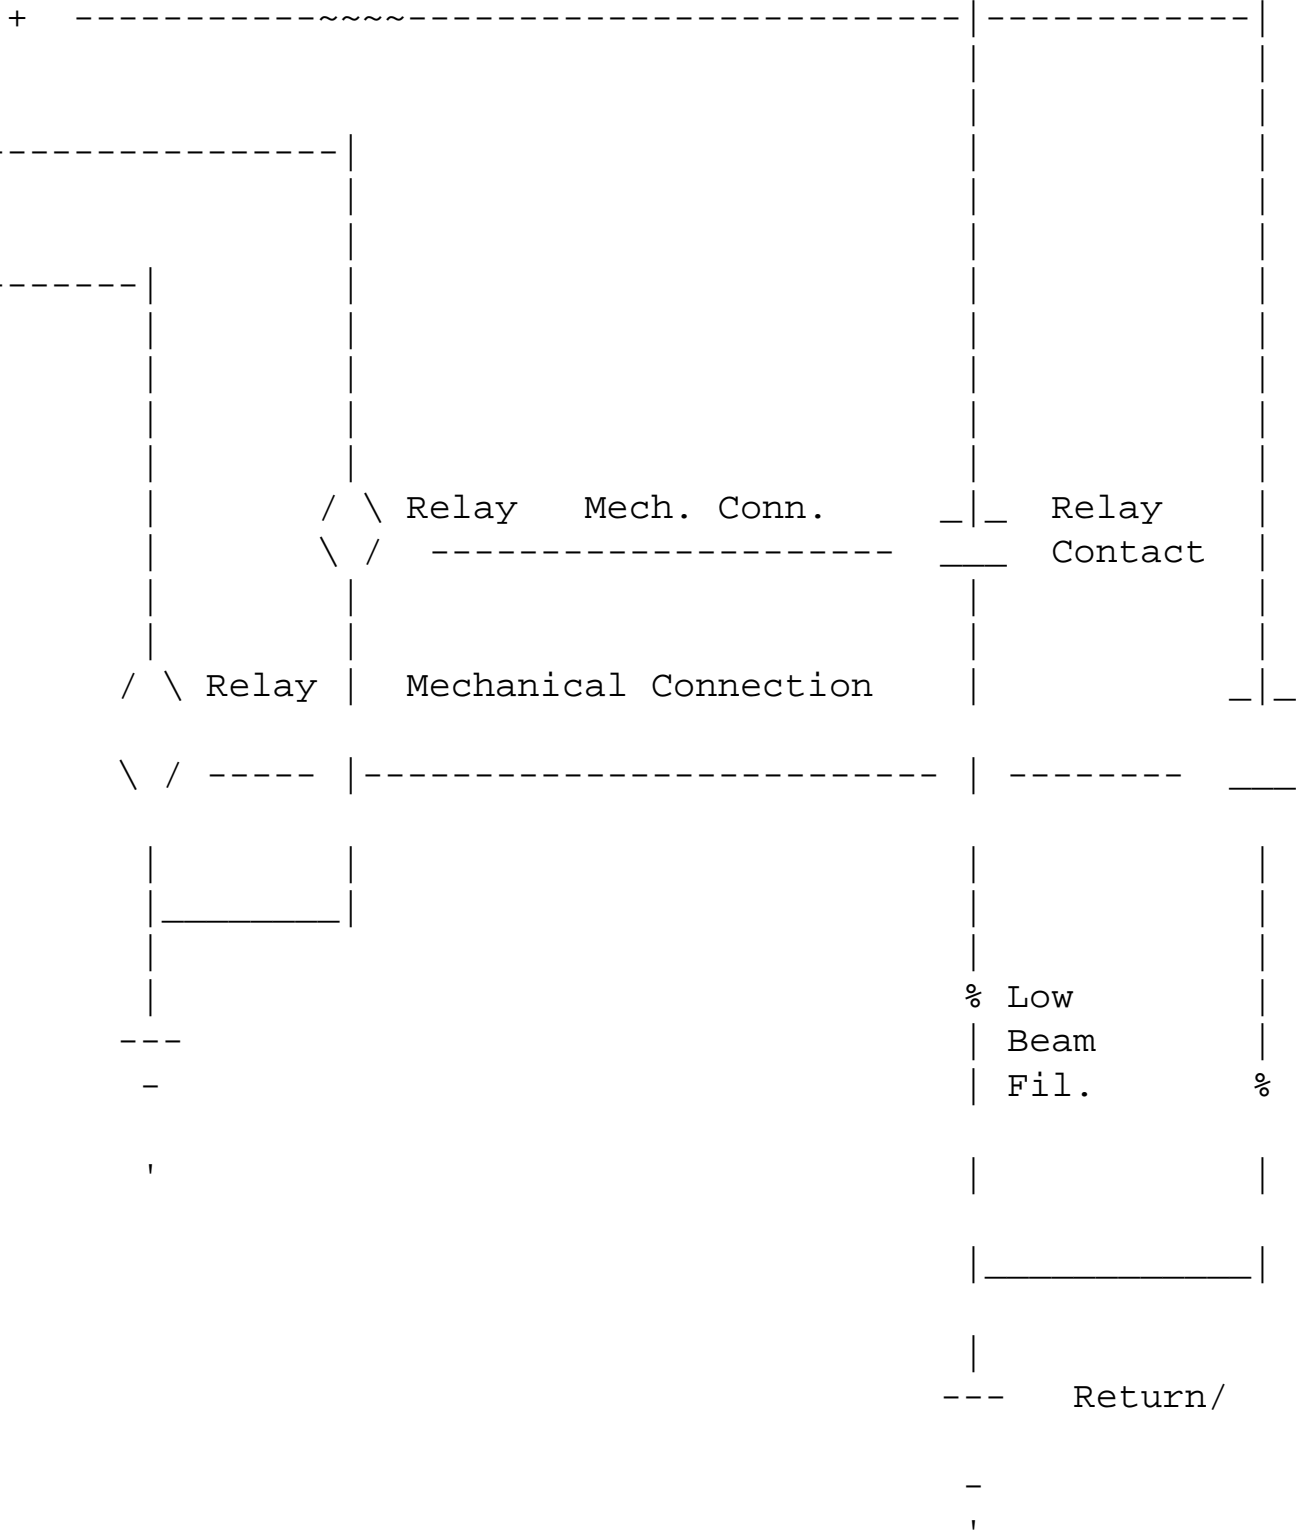 +
Relay Mech. Conn. Relay
Contact
Relay Mechanical Connection
% Low
Beam
Fil. %
Return/